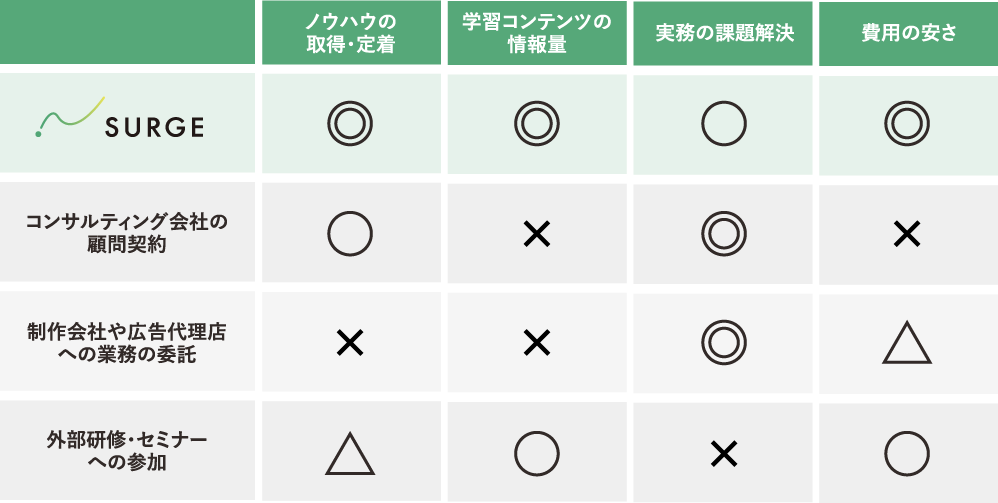 ノウハウの
取得・定着
学習コンテンツの
情報量
実務の課題解決
費用の安さ
SURGE
◎
◎
○
◎
コンサルティング会社の
顧問契約
○
×
◎
×
制作会社や広告代理店
への業務の委託
×
×
◎
△
外部研修・セミナー
への参加
△
○
×
○